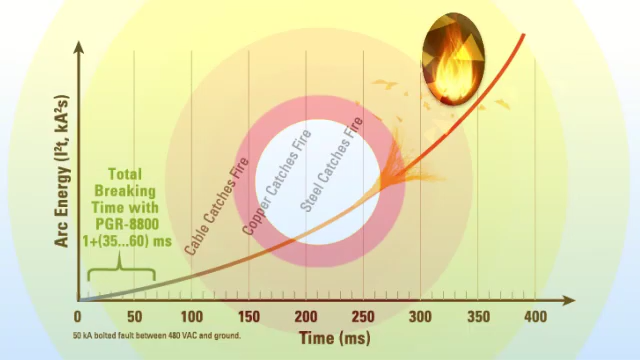 Arc Energy (I²t, kA²s)
Total
Breaking
Time with
PGR-8800
1+(35...60) ms
Cable Catches Fire
Copper Catches Fire
Steel Catches Fire
0 50 100 150 200 250 300 350 400
50 kA bolted fault between 480 VAC and ground.
Time (ms)